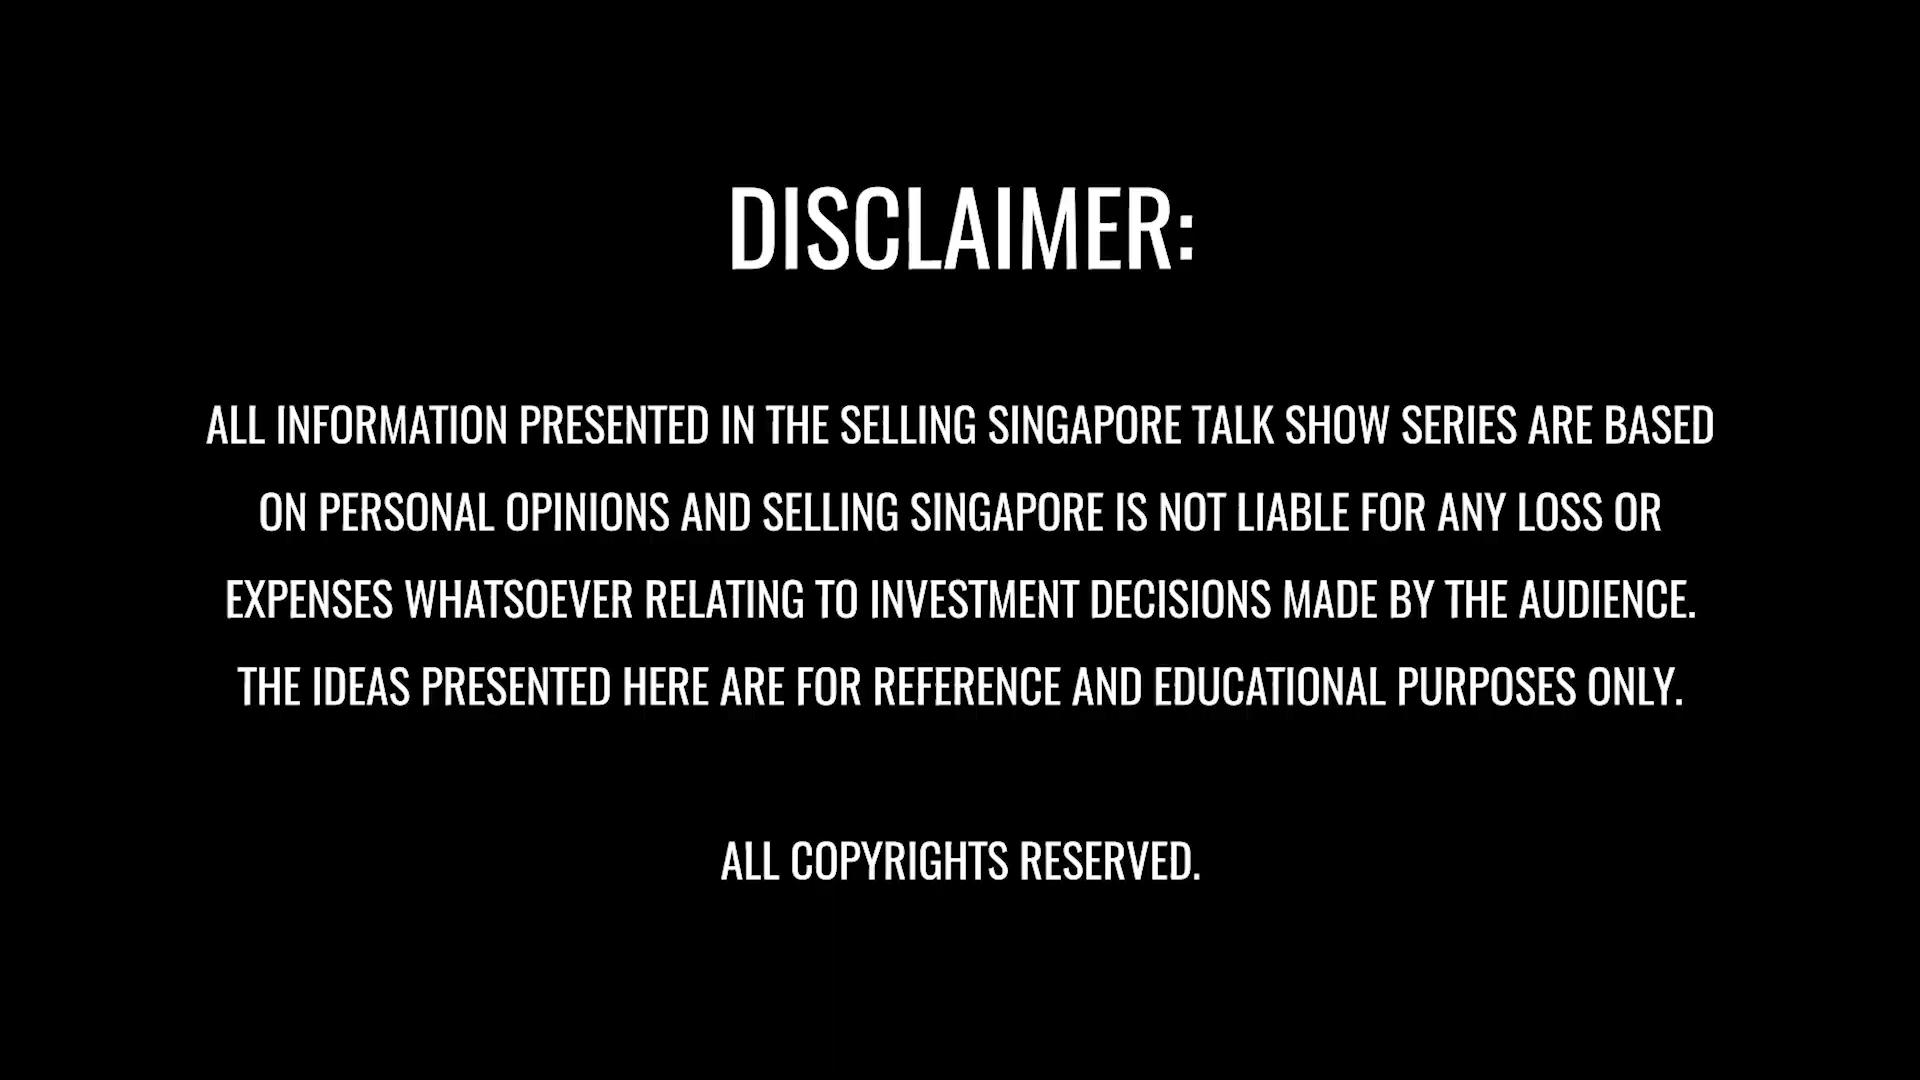 DISCLAIMER:
ALL INFORMATION PRESENTED IN THE SELLING SINGAPORE TALK SHOW SERIES ARE BASED
ON PERSONAL OPINIONS AND SELLING SINGAPORE IS NOT LIABLE FOR ANY LOSS OR
EXPENSES WHATSOEVER RELATING TO INVESTMENT DECISIONS MADE BY THE AUDIENCE.
THE IDEAS PRESENTED HERE ARE FOR REFERENCE AND EDUCATIONAL PURPOSES ONLY.
ALL COPYRIGHTS RESERVED.